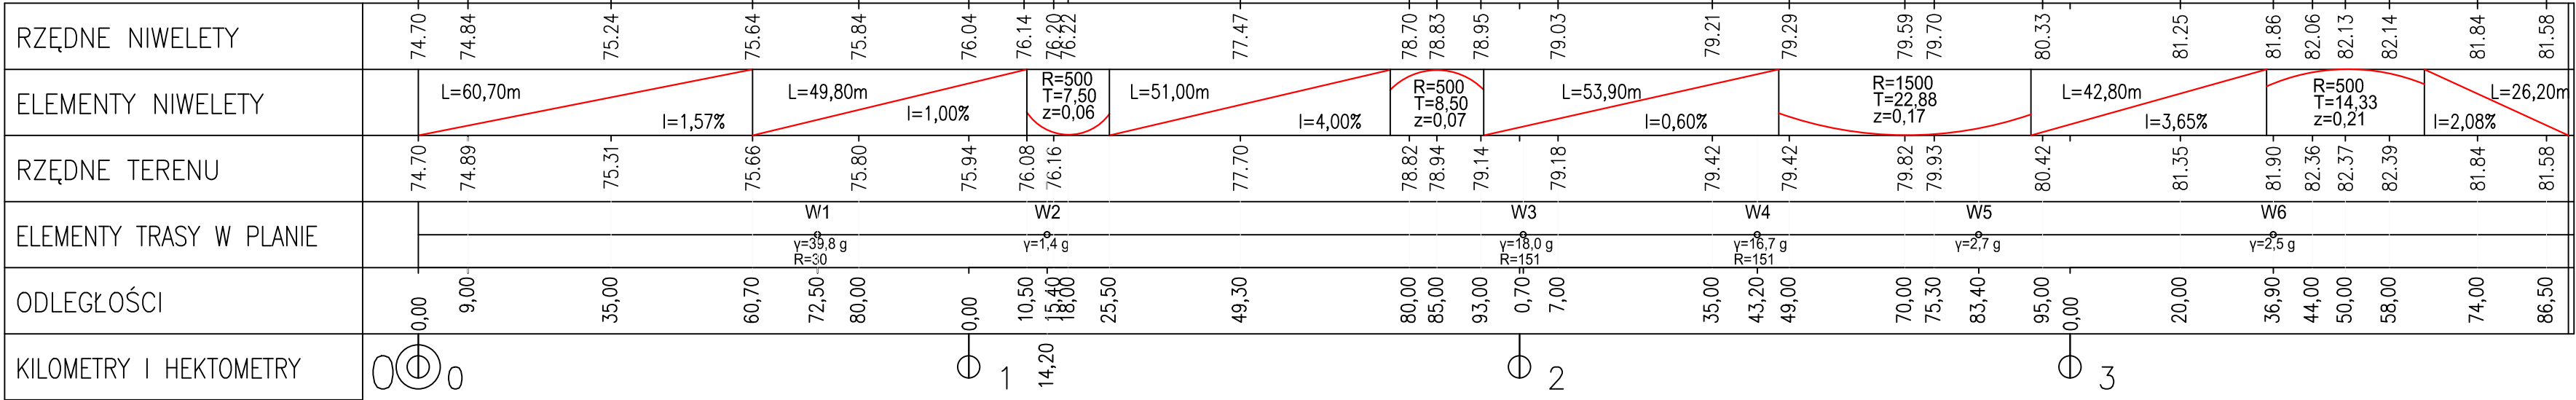 RZĘDNE NIWELETY
74.70 74.84 75.24 75.64 75.84 76.04 76.14 76.20 76.22 77.47 78.70 78.83 78.95 79.03 79.21 79.29 79.59 79.70 80.33 81.25 81.86 82.06 82.13 82.14 81.84 81.58
ELEMENTY NIWELETY
L=60,70m
I=1,57%
L=49,80m
I=1,00%
R=500
T=7,50
z=0,06
L=51,00m
I=4,00%
R=500
T=8,50
z=0,07
L=53,90m
I=0,60%
R=1500
T=22,88
z=0,17
L=42,80m
I=3,65%
R=500
T=14,33
z=0,21
L=26,20m
I=2,08%
RZĘDNE TERENU
74.70 74.89 75.31 75.66 75.80 75.94 76.08 76.16 77.70 78.82 78.94 79.14 79.18 79.42 79.42 79.82 79.93 80.42 81.35 81.90 82.36 82.37 82.39 81.84 81.58
ELEMENTY TRASY W PLANIE
W1
γ=39,8 g
R=30
W2
γ=1,4 g
W3
γ=18,0 g
R=151
W4
γ=16,7 g
R=151
W5
γ=2,7 g
W6
γ=2,5 g
ODLEGŁOŚCI
0,00 9,00 35,00 60,70 72,50 80,00 0,00 10,50 15,40 18,00 25,50 49,30 80,00 85,00 93,00 0,70 7,00 35,00 43,20 49,00 70,00 75,30 83,40 95,00 0,00 20,00 36,90 44,00 50,00 58,00 74,00 86,50
KILOMETRY I HEKTOMETRY
0 0 1 14,20 2 3